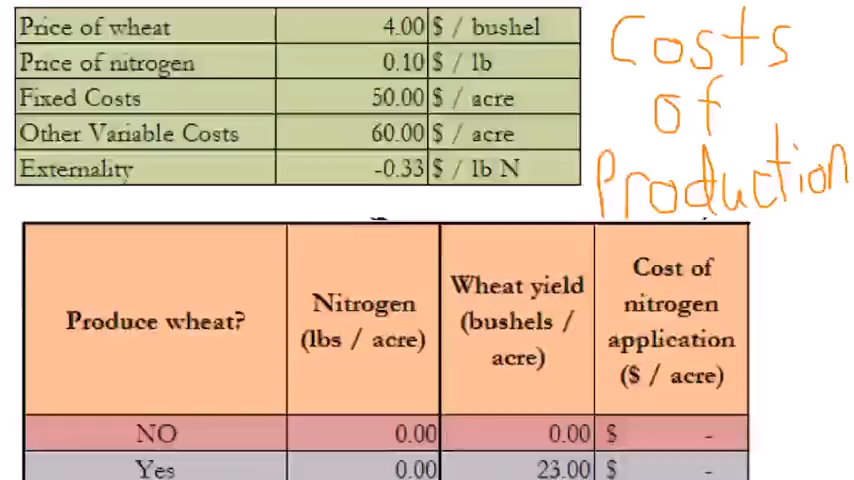 Price of wheat 4.00 $ / bushel
Price of nitrogen 0.10 $ / lb
Fixed Costs 50.00 $ / acre
Other Variable Costs 60.00 $ / acre
Externality -0.33 $ / lb N
Costs
of
Production
Produce wheat?
Nitrogen
(lbs / acre)
Wheat yield
(bushels /
acre)
Cost of
nitrogen
application
($ / acre)
NO 0.00 0.00 $ -
Yes 0.00 23.00 $ -